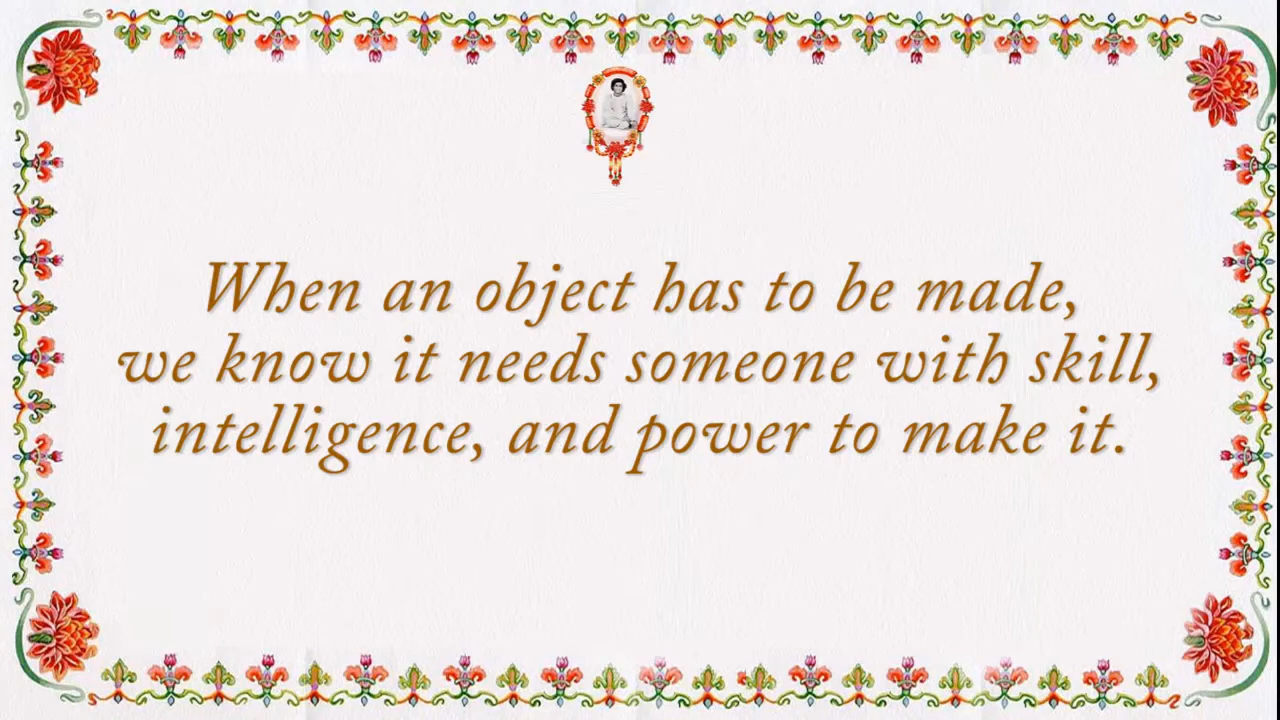 When an object has to be made,
we know it needs someone with skill,
intelligence, and power to make it.